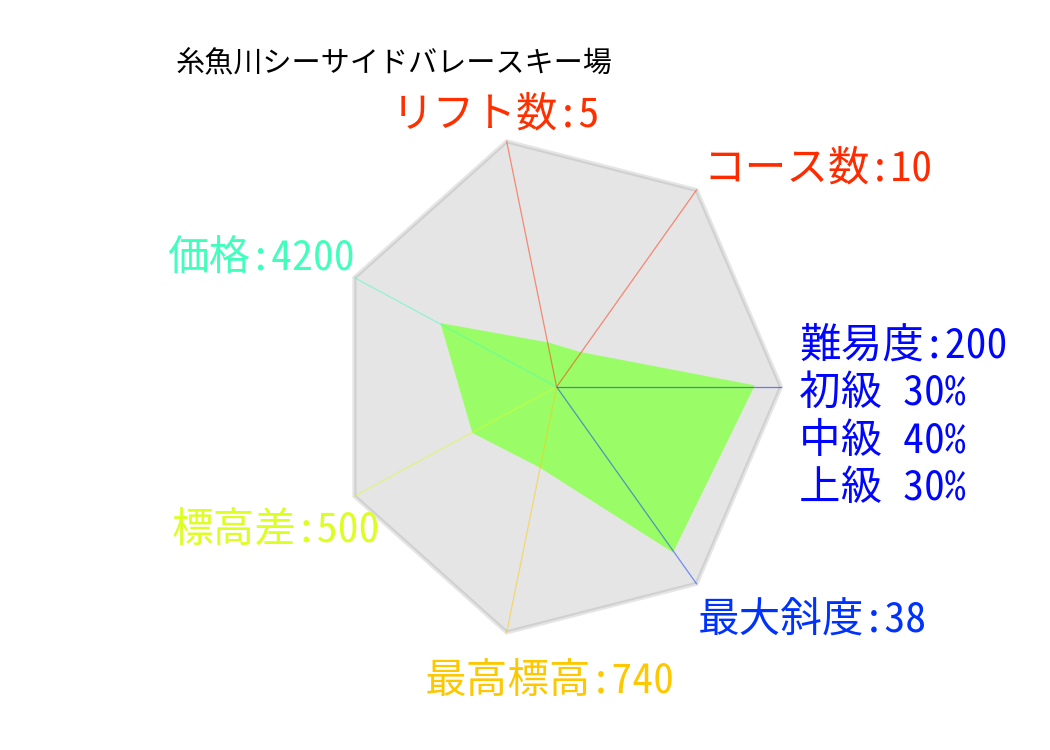 糸魚川シーサイドバレースキー場
リフト数:5
コース数:10
価格:4200
難易度:200
初級 30%
中級 40%
上級 30%
標高差:500
最大斜度:38
最高標高:740